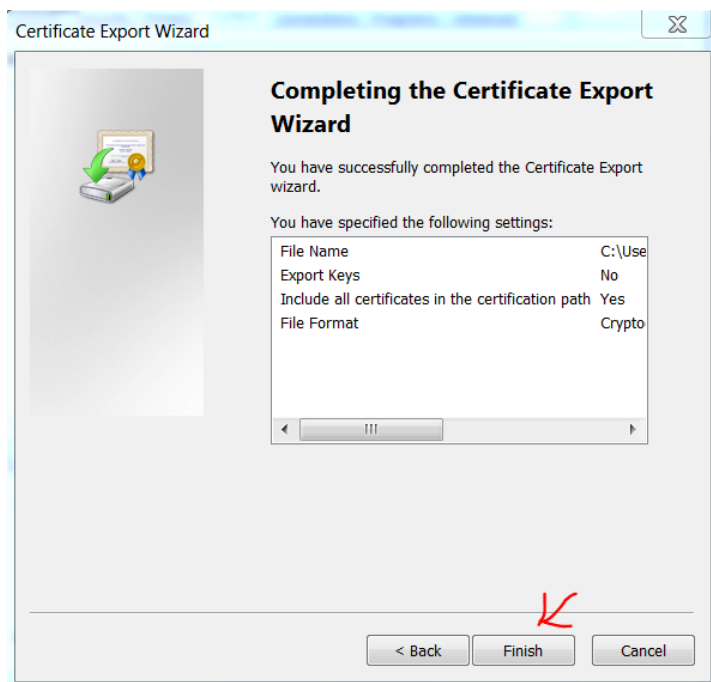 Certificate Export Wizard
Completing the Certificate Export
Wizard
You have successfully completed the Certificate Export
wizard.
You have specified the following settings:
File Name C:\Use
Export Keys No
Include all certificates in the certification path Yes
File Format Crypto
< Back Finish Cancel